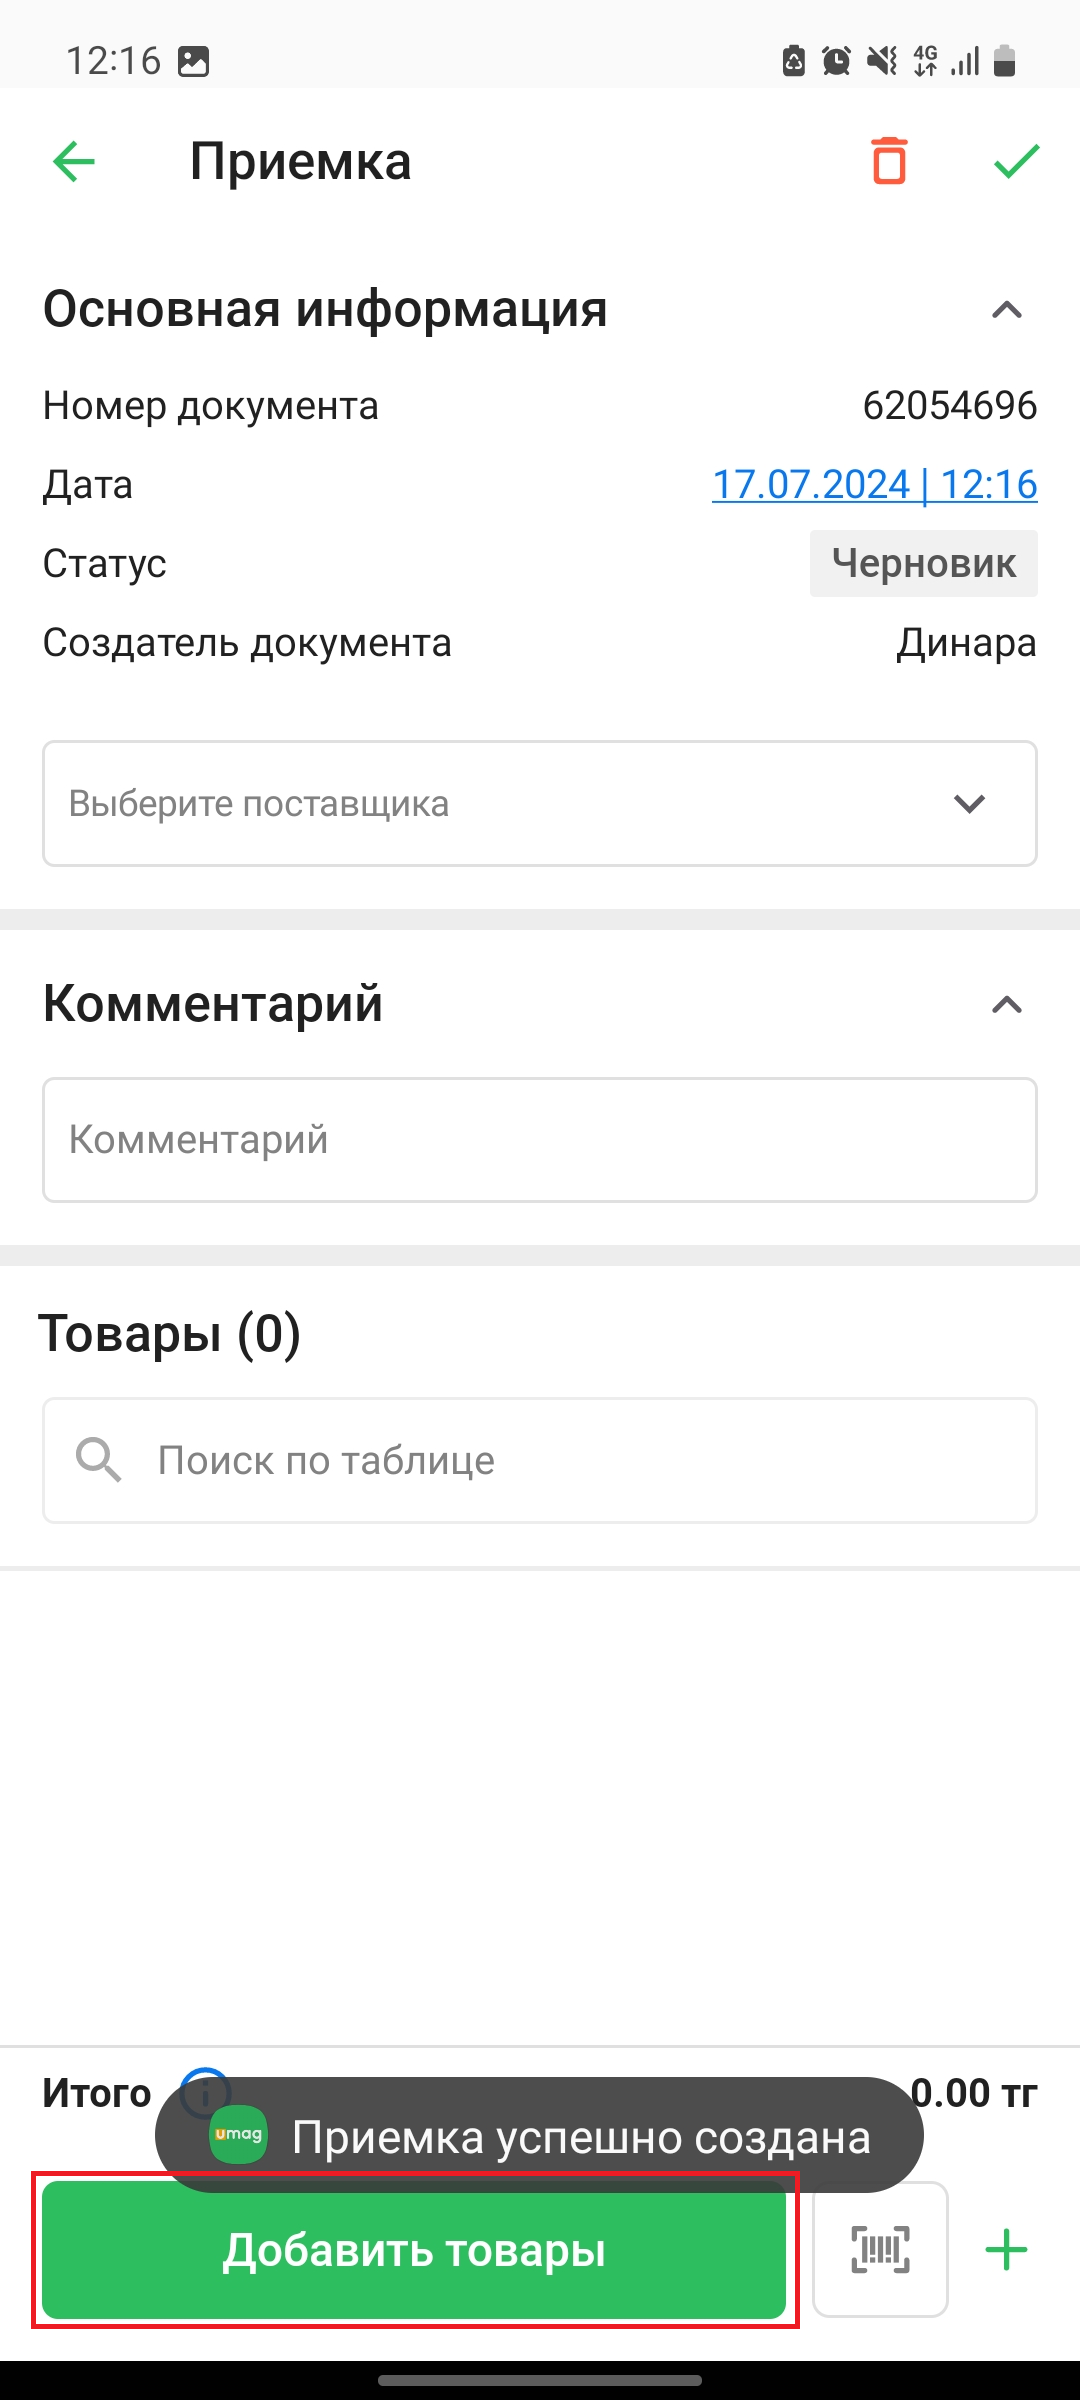 12:16
4G
Приемка
Основная информация
Номер документа 62054696
Дата 17.07.2024 | 12:16
Статус Черновик
Создатель документа Динара
Выберите поставщика
Комментарий
Комментарий
Товары (0)
Поиск по таблице
Итого 0.00 тг
umag Приемка успешно создана
Добавить товары